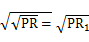 √(√PR = √PR₁